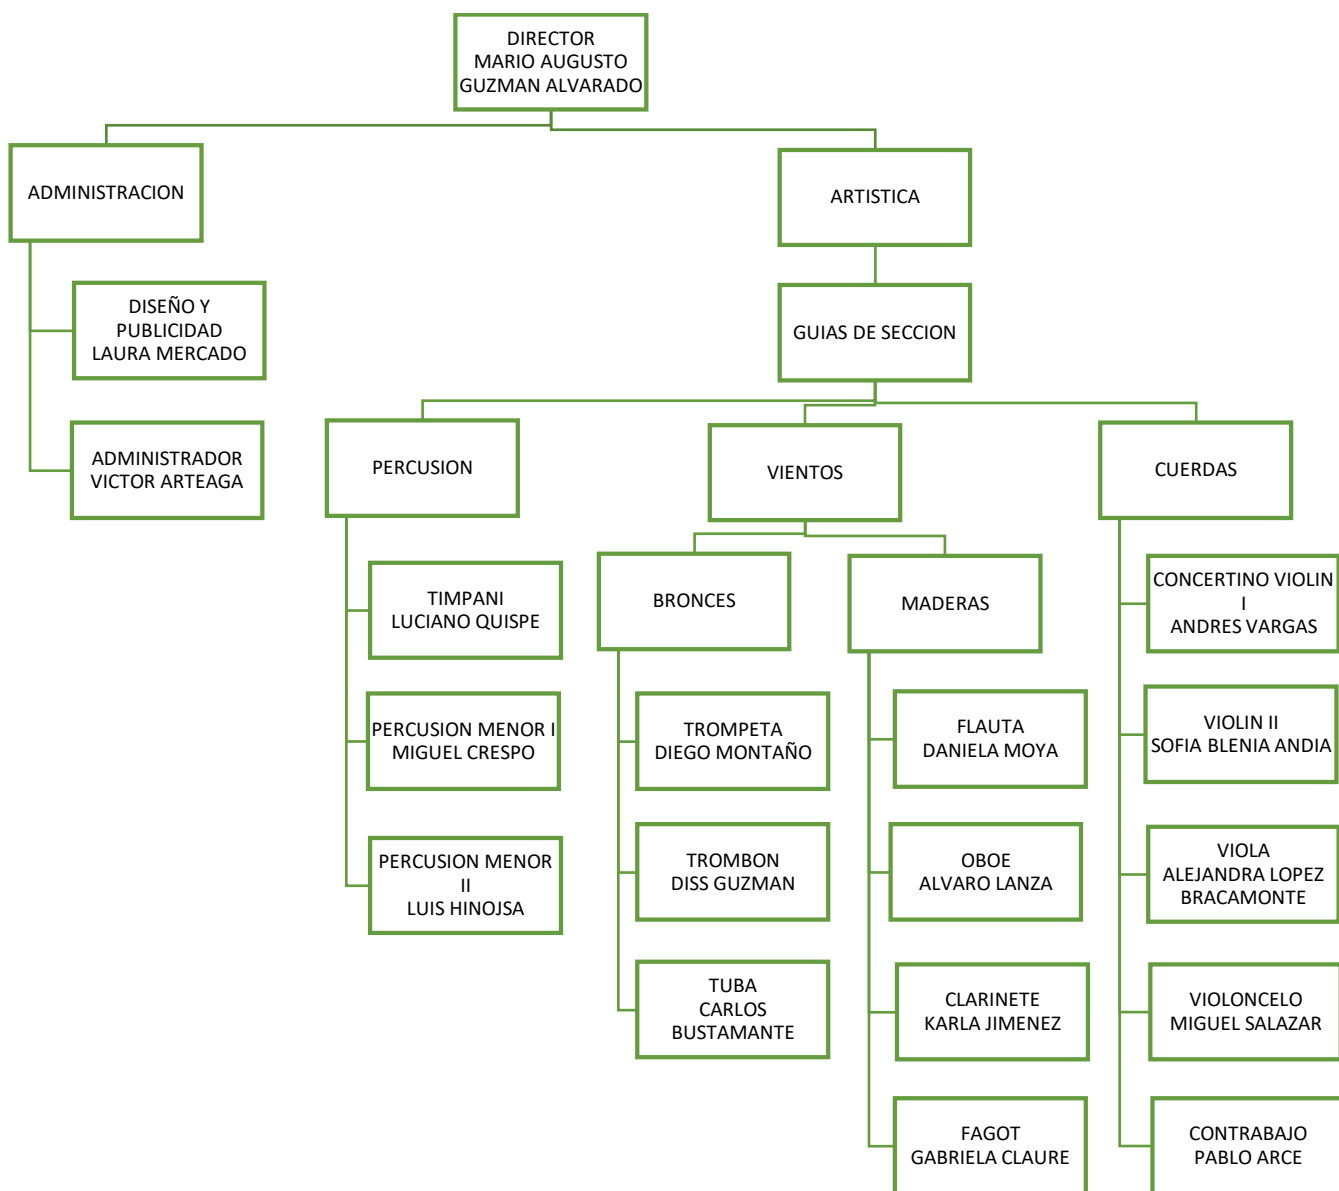 DIRECTOR
MARIO AUGUSTO
GUZMAN ALVARADO
ADMINISTRACION
ARTISTICA
DISEÑO Y
PUBLICIDAD
LAURA MERCADO
GUIAS DE SECCION
ADMINISTRADOR
VICTOR ARTEAGA
PERCUSION
VIENTOS
CUERDAS
TIMPANI
LUCIANO QUISPE
PERCUSION MENOR I
MIGUEL CRESPO
PERCUSION MENOR
II
LUIS HINOJSA
BRONCES
TROMPETA
DIEGO MONTAÑO
TROMBON
DISS GUZMAN
TUBA
CARLOS
BUSTAMANTE
MADERAS
FLAUTA
DANIELA MOYA
OBOE
ALVARO LANZA
CLARINETE
KARLA JIMENEZ
FAGOT
GABRIELA CLAURE
CONCERTINO VIOLIN
I
ANDRES VARGAS
VIOLIN II
SOFIA BLENIA ANDIA
VIOLA
ALEJANDRA LOPEZ
BRACAMONTE
VIOLONCELO
MIGUEL SALAZAR
CONTRABAJO
PABLO ARCE